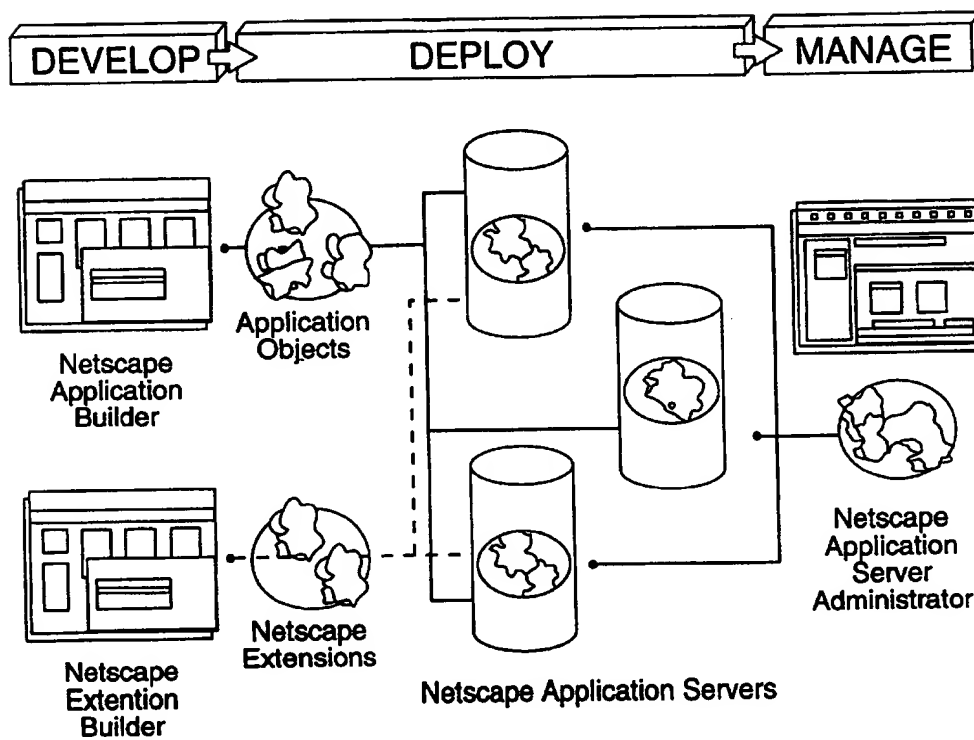 DEVELOP
DEPLOY
MANAGE
Application
Objects
Netscape
Application
Builder
Netscape
Extensions
Netscape
Extention
Builder
Netscape Application Servers
Netscape
Application
Server
Administrator